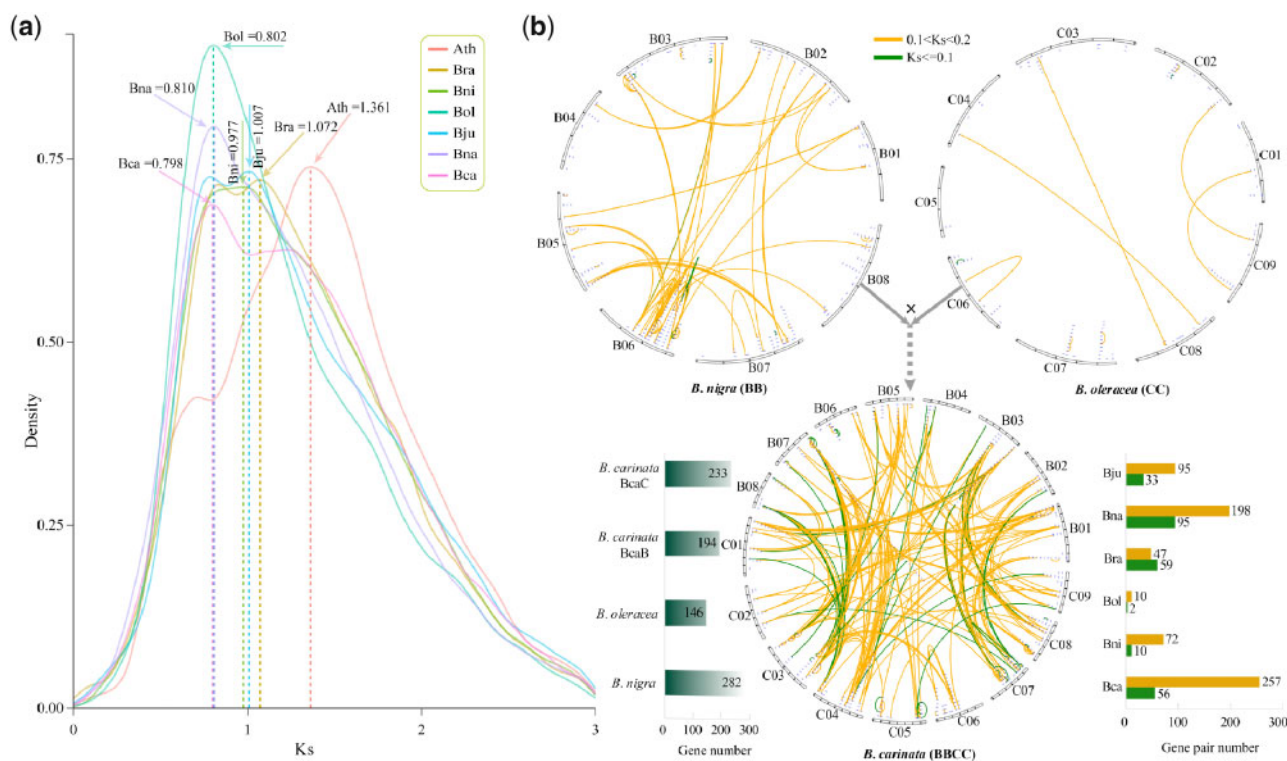 (a)
0.75
0.50
0.25
0.00
Density
0
1
2
3
Ks
Bol =0.802
Bna =0.810
Bca =0.798
Bni =0.977
Bju =1.007
Bra =1.072
Ath =1.361
Ath
Bra
Bni
Bol
Bju
Bna
Bca
(b)
0.1<Ks<0.2
Ks<=0.1
B03
B02
B04
B01
B05
B08
B06
B07
B. nigra (BB)
C03
C02
C04
C01
C05
C09
C06
C07
C08
B. oleracea (CC)
×
B05
B04
B06
B03
B07
B02
B08
B01
C01
C09
C02
C08
C03
C07
C04
C05
C06
B. carinata (BBCC)
B. carinata
BcaC
233
B. carinata
BcaB
194
B. oleracea
146
B. nigra
282
0 100 200 300
Gene number
Bju
95
33
Bna
198
95
Bra
47
59
Bol
10
2
Bni
72
10
Bca
257
56
0 100 200 300
Gene pair number